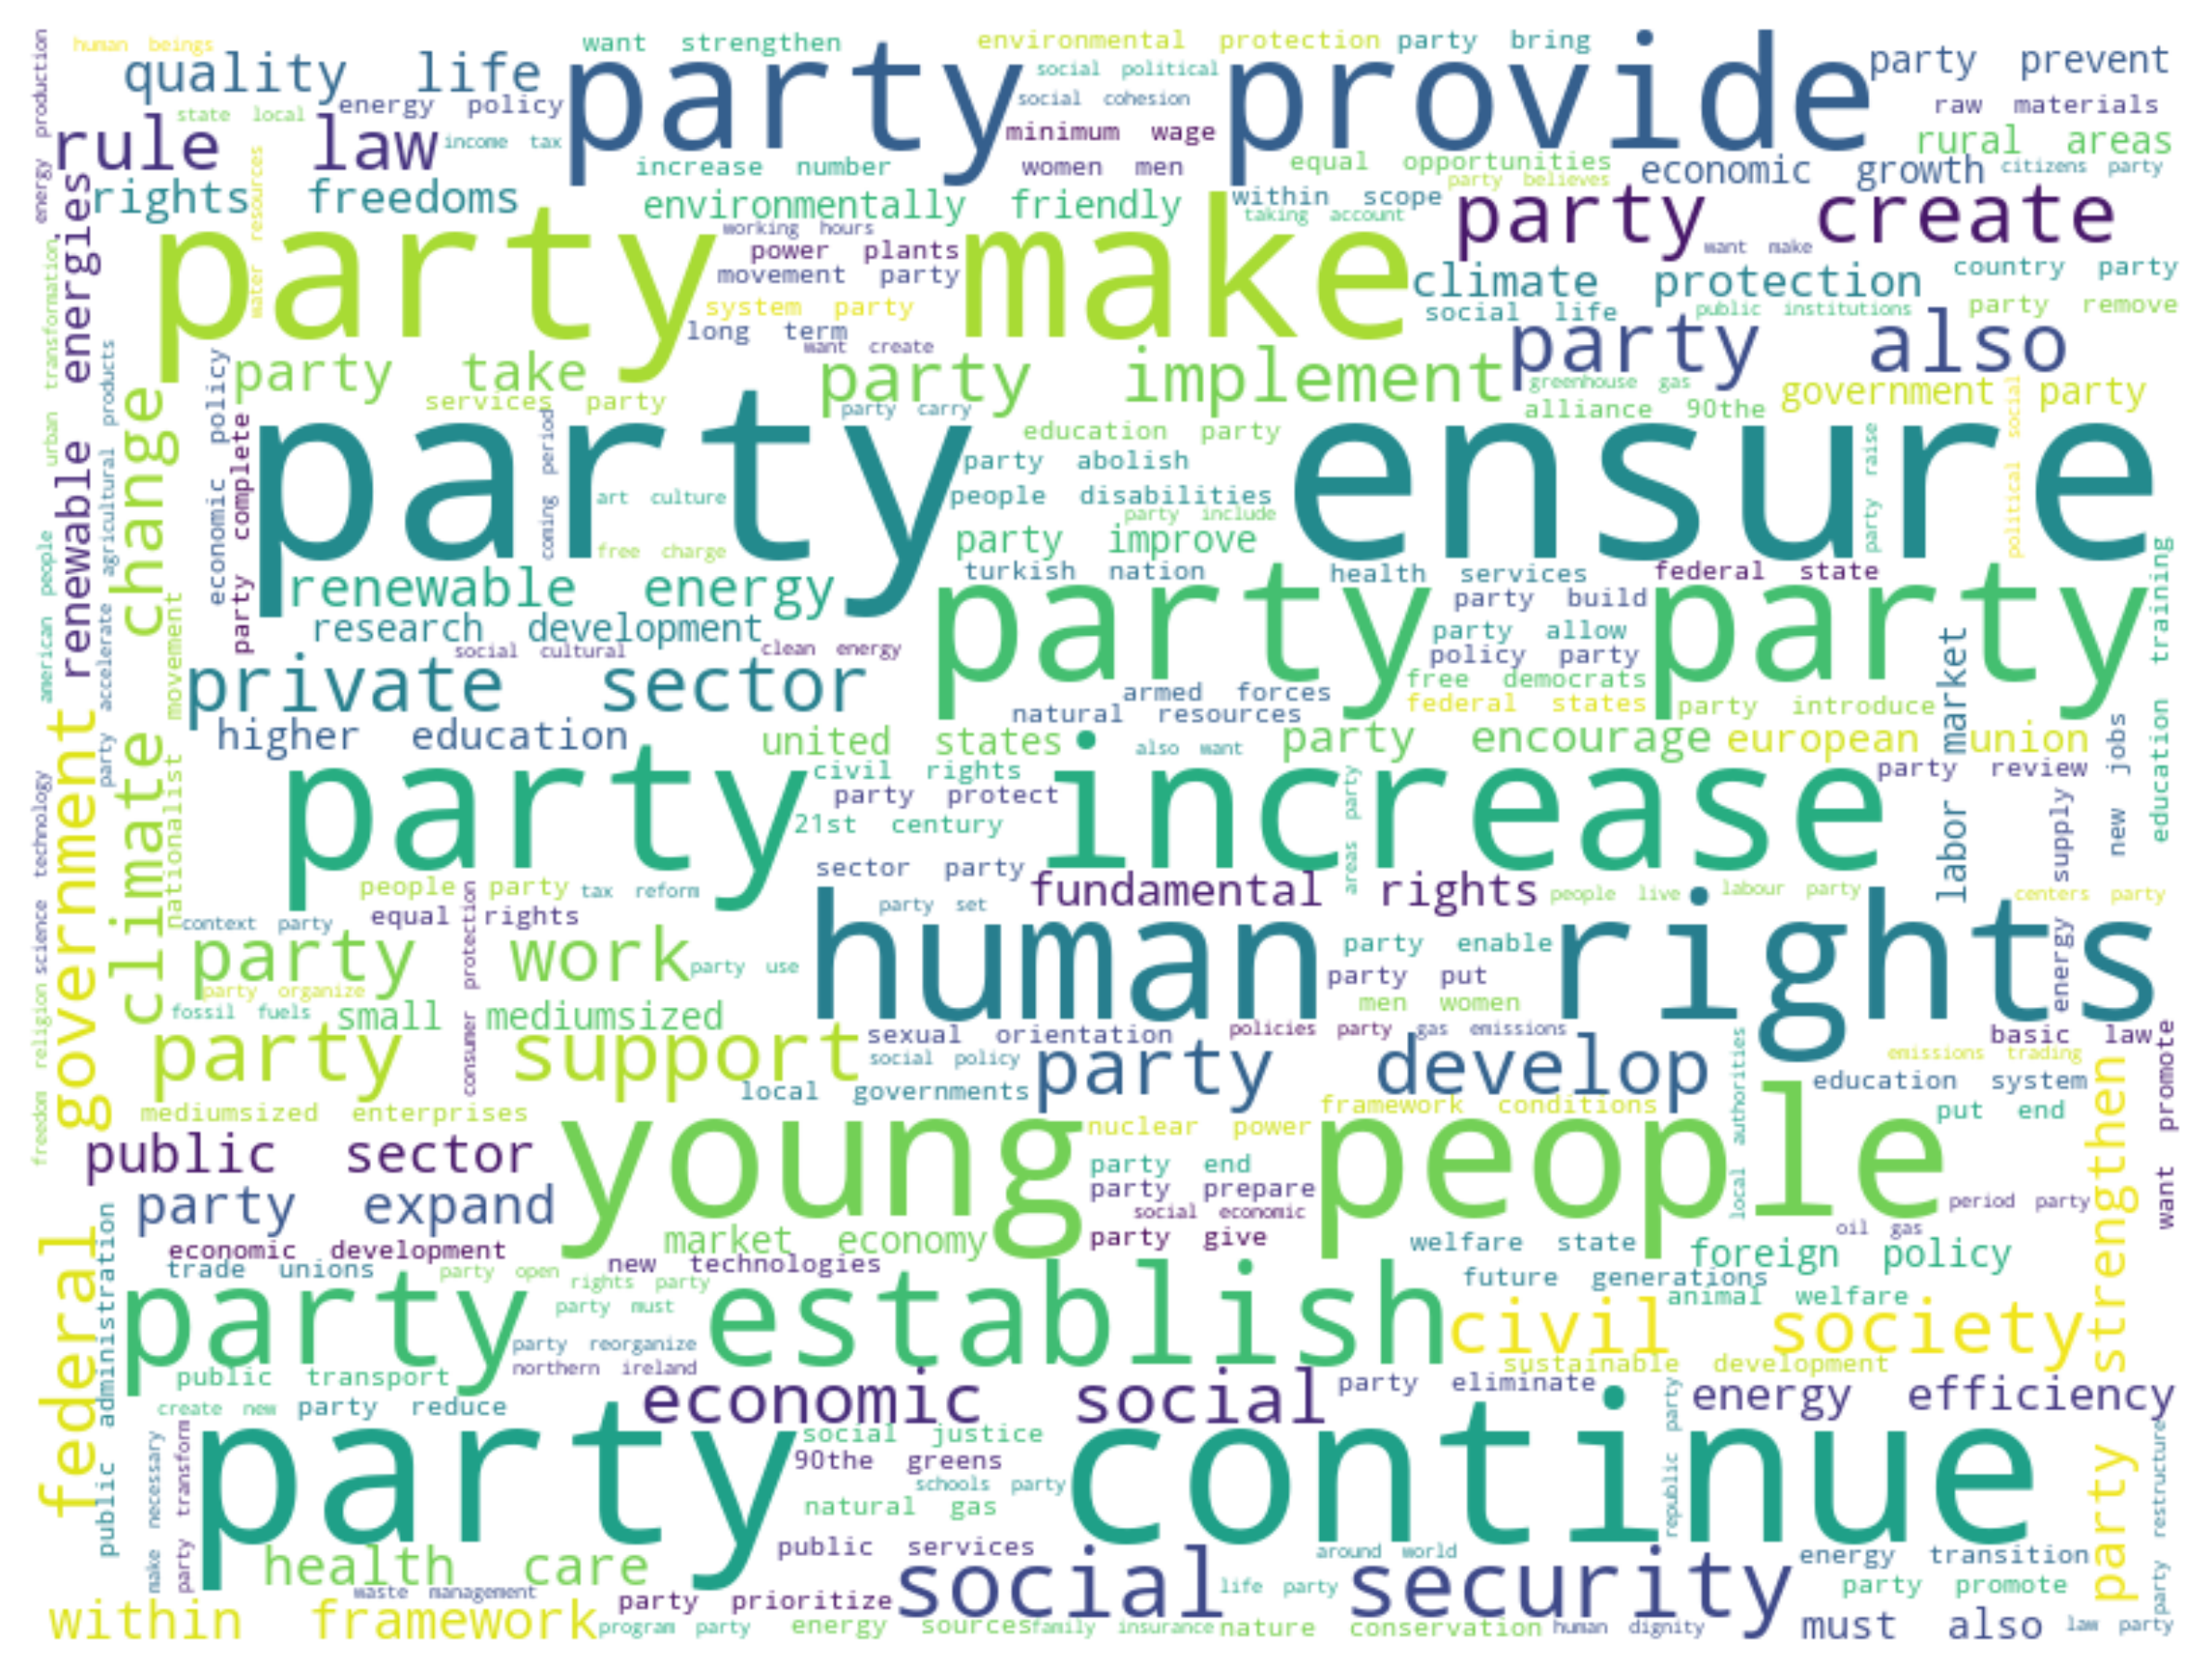 human beings
want strengthen
environmental protection
party bring
quality life
party provide
social political
party prevent
energy policy
social cohesion
raw materials
state local
rule law
income tax
minimum wage
rural areas
increase number
women men
equal opportunities
economic growth
citizens party
party believes
rights freedoms
environmentally friendly
within scope
taking account
party create
party make
working hours
power plants
want make
movement party
climate protection
country party
system party
social life
public institutions
party remove
long term
want create
party also
party take
party implement
greenhouse gas
government party
services party
party carry
alliance 90the
party ensure
education party
party abolish
art culture
people disabilities
party include
free charge
party improve
renewable energy
turkish nation
health services
federal state
party party
party build
research development
party allow
social cultural
clean energy
policy party
private sector
free democrats
armed forces
federal states
natural resources
party introduce
higher education
united states
also want
party encourage
european union
party increase
civil rights
party review
party protect
21st century
sector party
people party
tax reform
fundamental rights
people live
labour party
centers party
human rights
party set
context party
equal rights
party work
party use
party enable
party put
party organize
men women
fossil fuels
small mediumsized
party support
sexual orientation
policies party
gas emissions
basic law
social policy
party develop
emissions trading
local governments
education system
mediumsized enterprises
framework conditions
put end
young people
nuclear power
public sector
party end
party prepare
party expand
social economic
period party
market economy
party give
oil gas
economic development
welfare state
foreign policy
trade unions
party open
new technologies
rights party
future generations
party establish
party must
animal welfare
civil society
party reorganize
northern ireland
public transport
sustainable development
economic social
party eliminate
energy efficiency
create new
party reduce
party continue
social justice
90the greens
schools party
natural gas
public services
around world
energy transition
health care
social security
waste management
life party
party promote
party prioritize
within framework
program party
energy sources
family insurance
nature conservation
human dignity
must also
law party
energy production
water resources
renewable energies
urban transformation
agricultural products
climate change
economic policy
party complete
coming period
american people
party accelerate
nationalist movement
federal government
science technology
freedom religion
consumer protection
public administration
make necessary
party transform
party raise
political social
education training
labor market
areas party
new jobs
energy supply
local authorities
want promote
party strengthen
republic party
party restructure